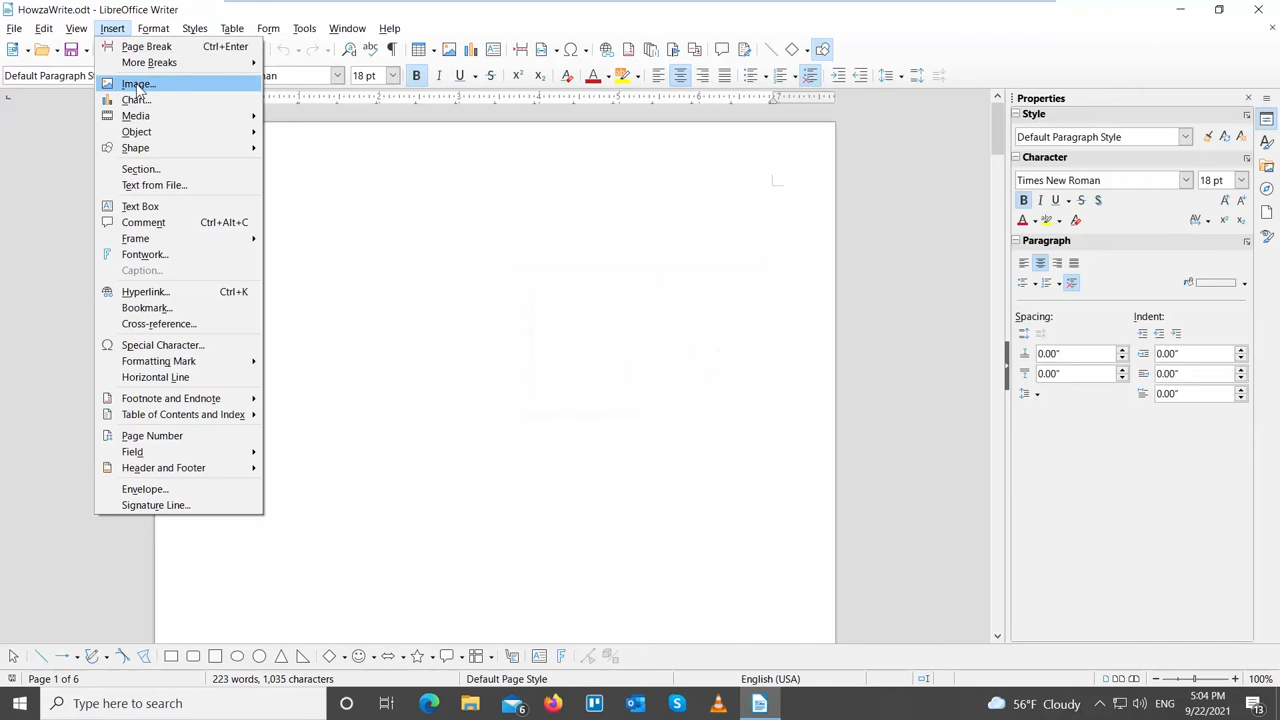 HowzaWrite.odt - LibreOffice Writer
File Edit View Insert Format Styles Table Form Tools Window Help
Default Paragraph St
18 pt
Page Break Ctrl+Enter
More Breaks
Image...
Chart...
Media
Object
Shape
Section...
Text from File...
Text Box
Comment Ctrl+Alt+C
Frame
Fontwork...
Caption...
Hyperlink... Ctrl+K
Bookmark...
Cross-reference...
Special Character...
Formatting Mark
Horizontal Line
Footnote and Endnote
Table of Contents and Index
Page Number
Field
Header and Footer
Envelope...
Signature Line...
Properties
Style
Default Paragraph Style
Character
Times New Roman 18 pt
Paragraph
Spacing: Indent:
0.00" 0.00"
0.00" 0.00"
0.00"
Page 1 of 6 223 words, 1,035 characters Default Page Style English (USA) 100%
Type here to search
56°F Cloudy
ENG
5:04 PM
9/22/2021